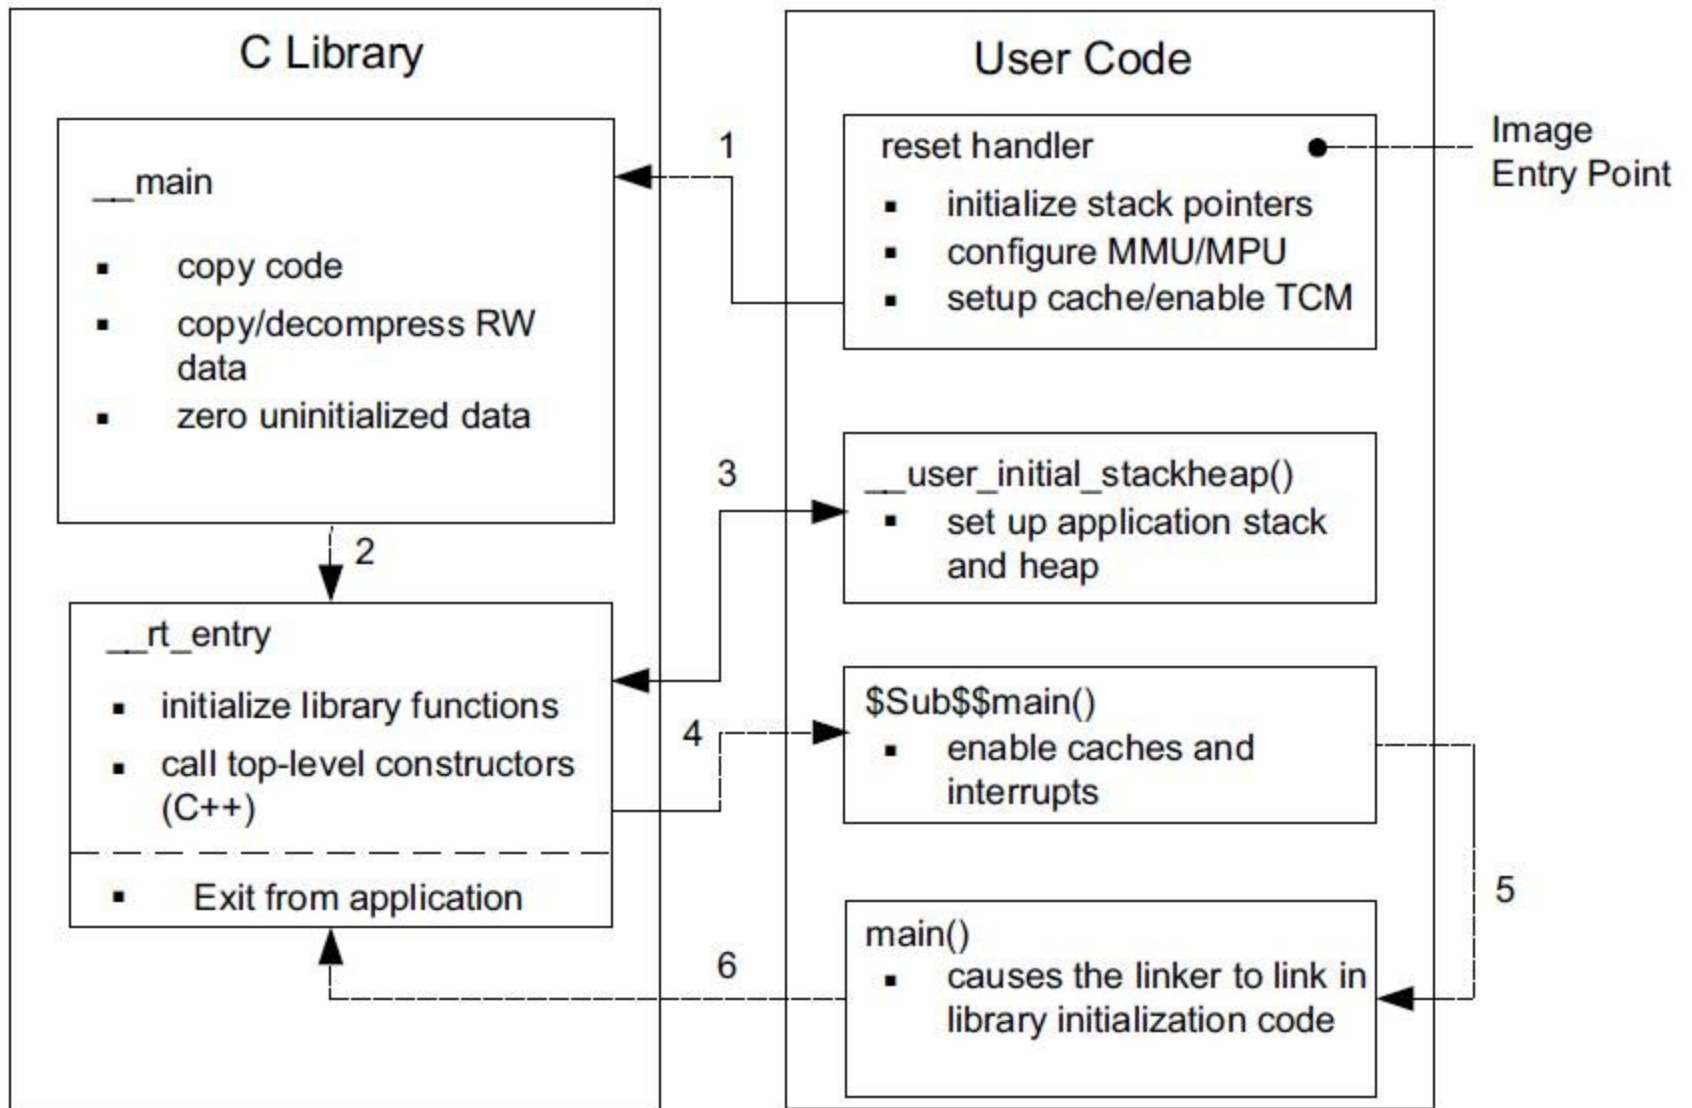 C Library
__main
▪ copy code
▪ copy/decompress RW
data
▪ zero uninitialized data
2
__rt_entry
▪ initialize library functions
▪ call top-level constructors
(C++)
▪ Exit from application
1
3
4
6
User Code
reset handler
▪ initialize stack pointers
▪ configure MMU/MPU
▪ setup cache/enable TCM
Image
Entry Point
__user_initial_stackheap()
▪ set up application stack
and heap
$Sub$$main()
▪ enable caches and
interrupts
5
main()
▪ causes the linker to link in
library initialization code